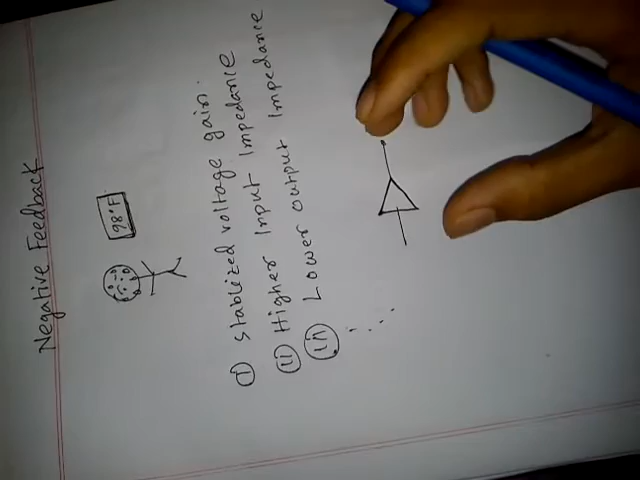 Negative Feedback
98°F
(i) Stablized voltage gain.
(ii) Higher Input Impedance
(iii) Lower output Impedance